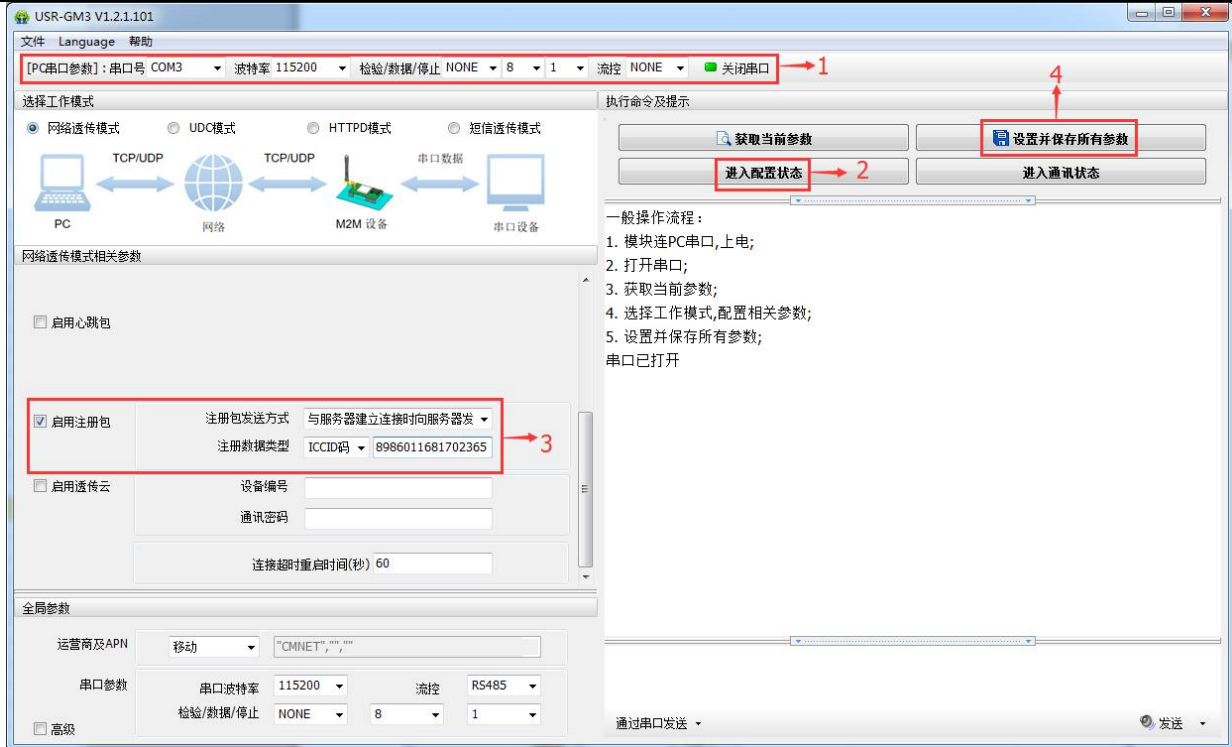 USR-GM3 V1.2.1.101
文件 Language 帮助
[PC串口参数]:串口号 COM3 波特率 115200 检验/数据/停止 NONE 8 1 流控 NONE 关闭串口 1
选择工作模式
网络透传模式 UDC模式 HTTPD模式 短信透传模式
TCP/UDP TCP/UDP 串口数据
PC 网络 M2M 设备 串口设备
网络透传模式相关参数
启用心跳包
启用注册包 注册包发送方式 与服务器建立连接时向服务器发
注册数据类型 ICCID码 8986011681702365 3
启用透传云 设备编号
通讯密码
连接超时重启时间(秒) 60
全局参数
运营商及APN 移动 "CMNET","",""
串口参数 串口波特率 115200 流控 RS485
检验/数据/停止 NONE 8 1
高级
4
执行命令及提示
获取当前参数 设置并保存所有参数
进入配置状态 2 进入通讯状态
一般操作流程:
1. 模块连PC串口,上电;
2. 打开串口;
3. 获取当前参数;
4. 选择工作模式,配置相关参数;
5. 设置并保存所有参数;
串口已打开
通过串口发送 发送